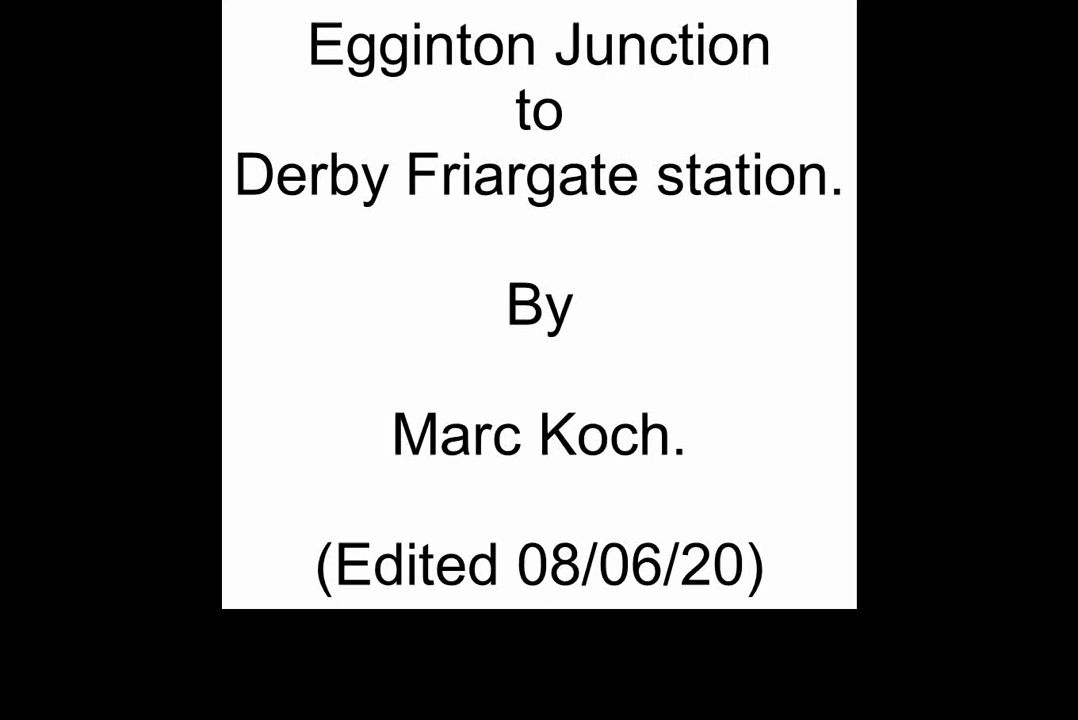 Egginton Junction
to
Derby Friargate station.
By
Marc Koch.
(Edited 08/06/20)